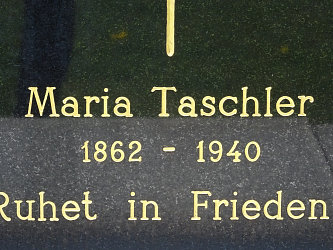 Maria Taschler
1862 - 1940
Ruhet in Frieden